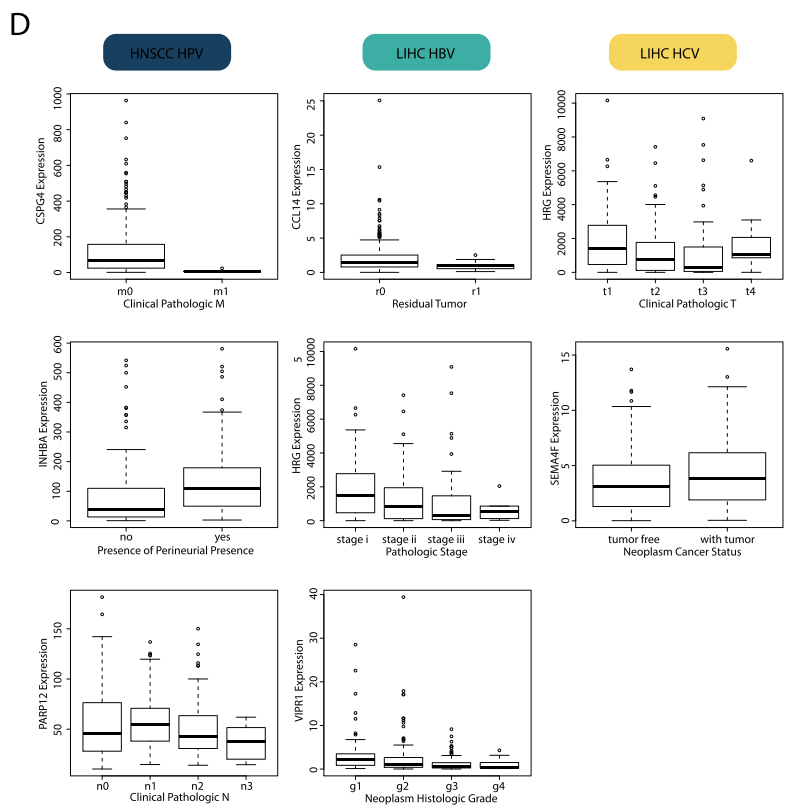 D
HNSCC HPV
LIHC HBV
LIHC HCV
CSPG4 Expression
0
200
400
600
800
1000
m0
m1
Clinical Pathologic M
CCL14 Expression
0
5
10
15
20
25
r0
r1
Residual Tumor
HRG Expression
0
2000
4000
6000
8000
10000
t1
t2
t3
t4
Clinical Pathologic T
INHBA Expression
0
100
200
300
400
500
600
no
yes
Presence of Perineurial Presence
HRG Expression
5
0
2000
4000
6000
8000
10000
stage i
stage ii
stage iii
stage iv
Pathologic Stage
SEMA4F Expression
0
5
10
15
tumor free
with tumor
Neoplasm Cancer Status
PARP12 Expression
50
100
150
n0
n1
n2
n3
Clinical Pathologic N
VIPR1 Expression
0
10
20
30
40
g1
g2
g3
g4
Neoplasm Histologic Grade